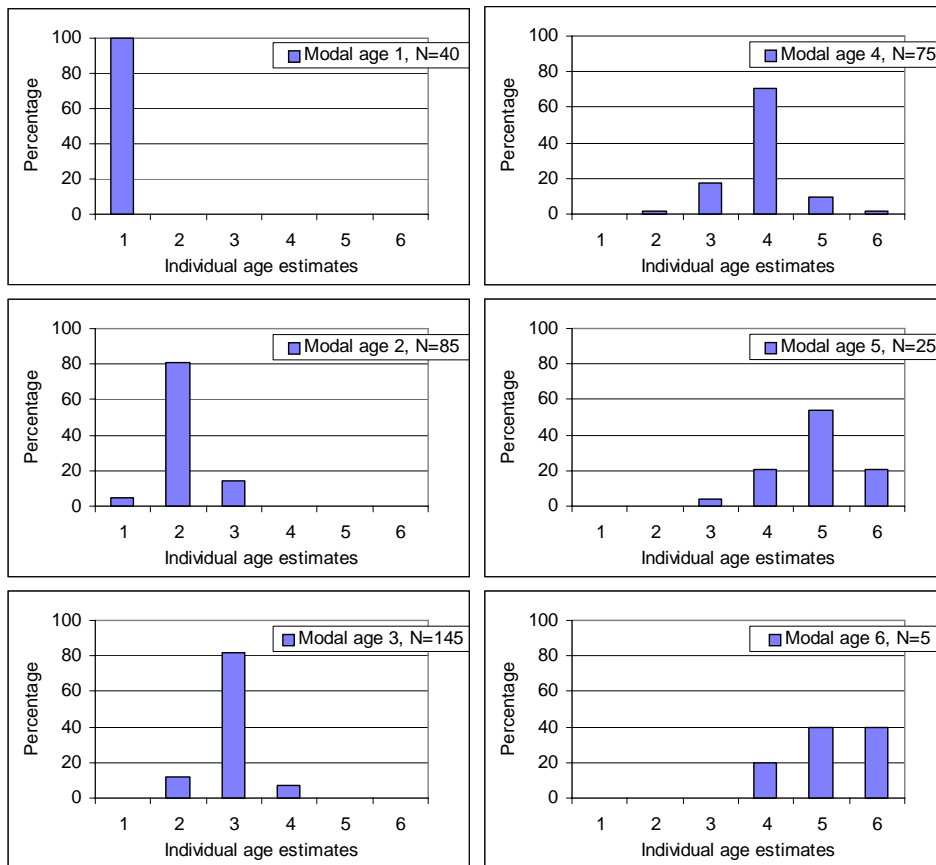 Modal age 1, N=40
Percentage
100
80
60
40
20
0
1 2 3 4 5 6
Individual age estimates
Modal age 4, N=75
Percentage
100
80
60
40
20
0
1 2 3 4 5 6
Individual age estimates
Modal age 2, N=85
Percentage
100
80
60
40
20
0
1 2 3 4 5 6
Individual age estimates
Modal age 5, N=25
Percentage
100
80
60
40
20
0
1 2 3 4 5 6
Individual age estimates
Modal age 3, N=145
Percentage
100
80
60
40
20
0
1 2 3 4 5 6
Individual age estimates
Modal age 6, N=5
Percentage
100
80
60
40
20
0
1 2 3 4 5 6
Individual age estimates